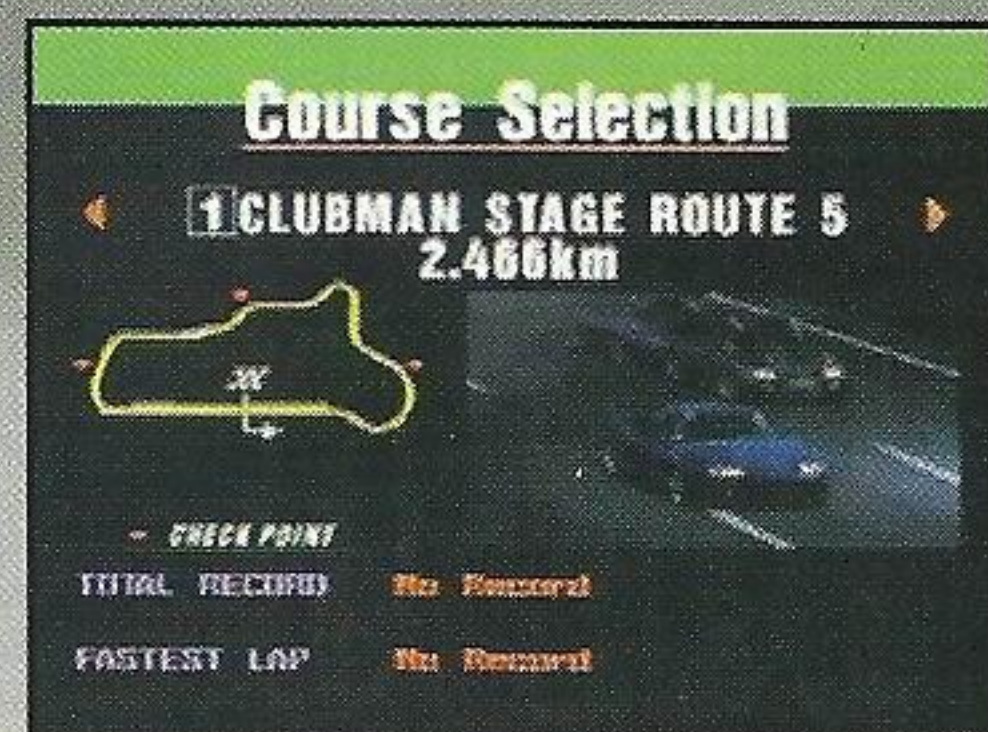 Course Selection
1 CLUBMAN STAGE ROUTE 5
2.466km
CHECK POINT
TOTAL RECORD No Record
FASTEST LAP No Record